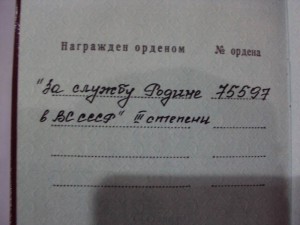 Награжден орденом № ордена
"За службу Родине 75597
в ВС СССР" III степени